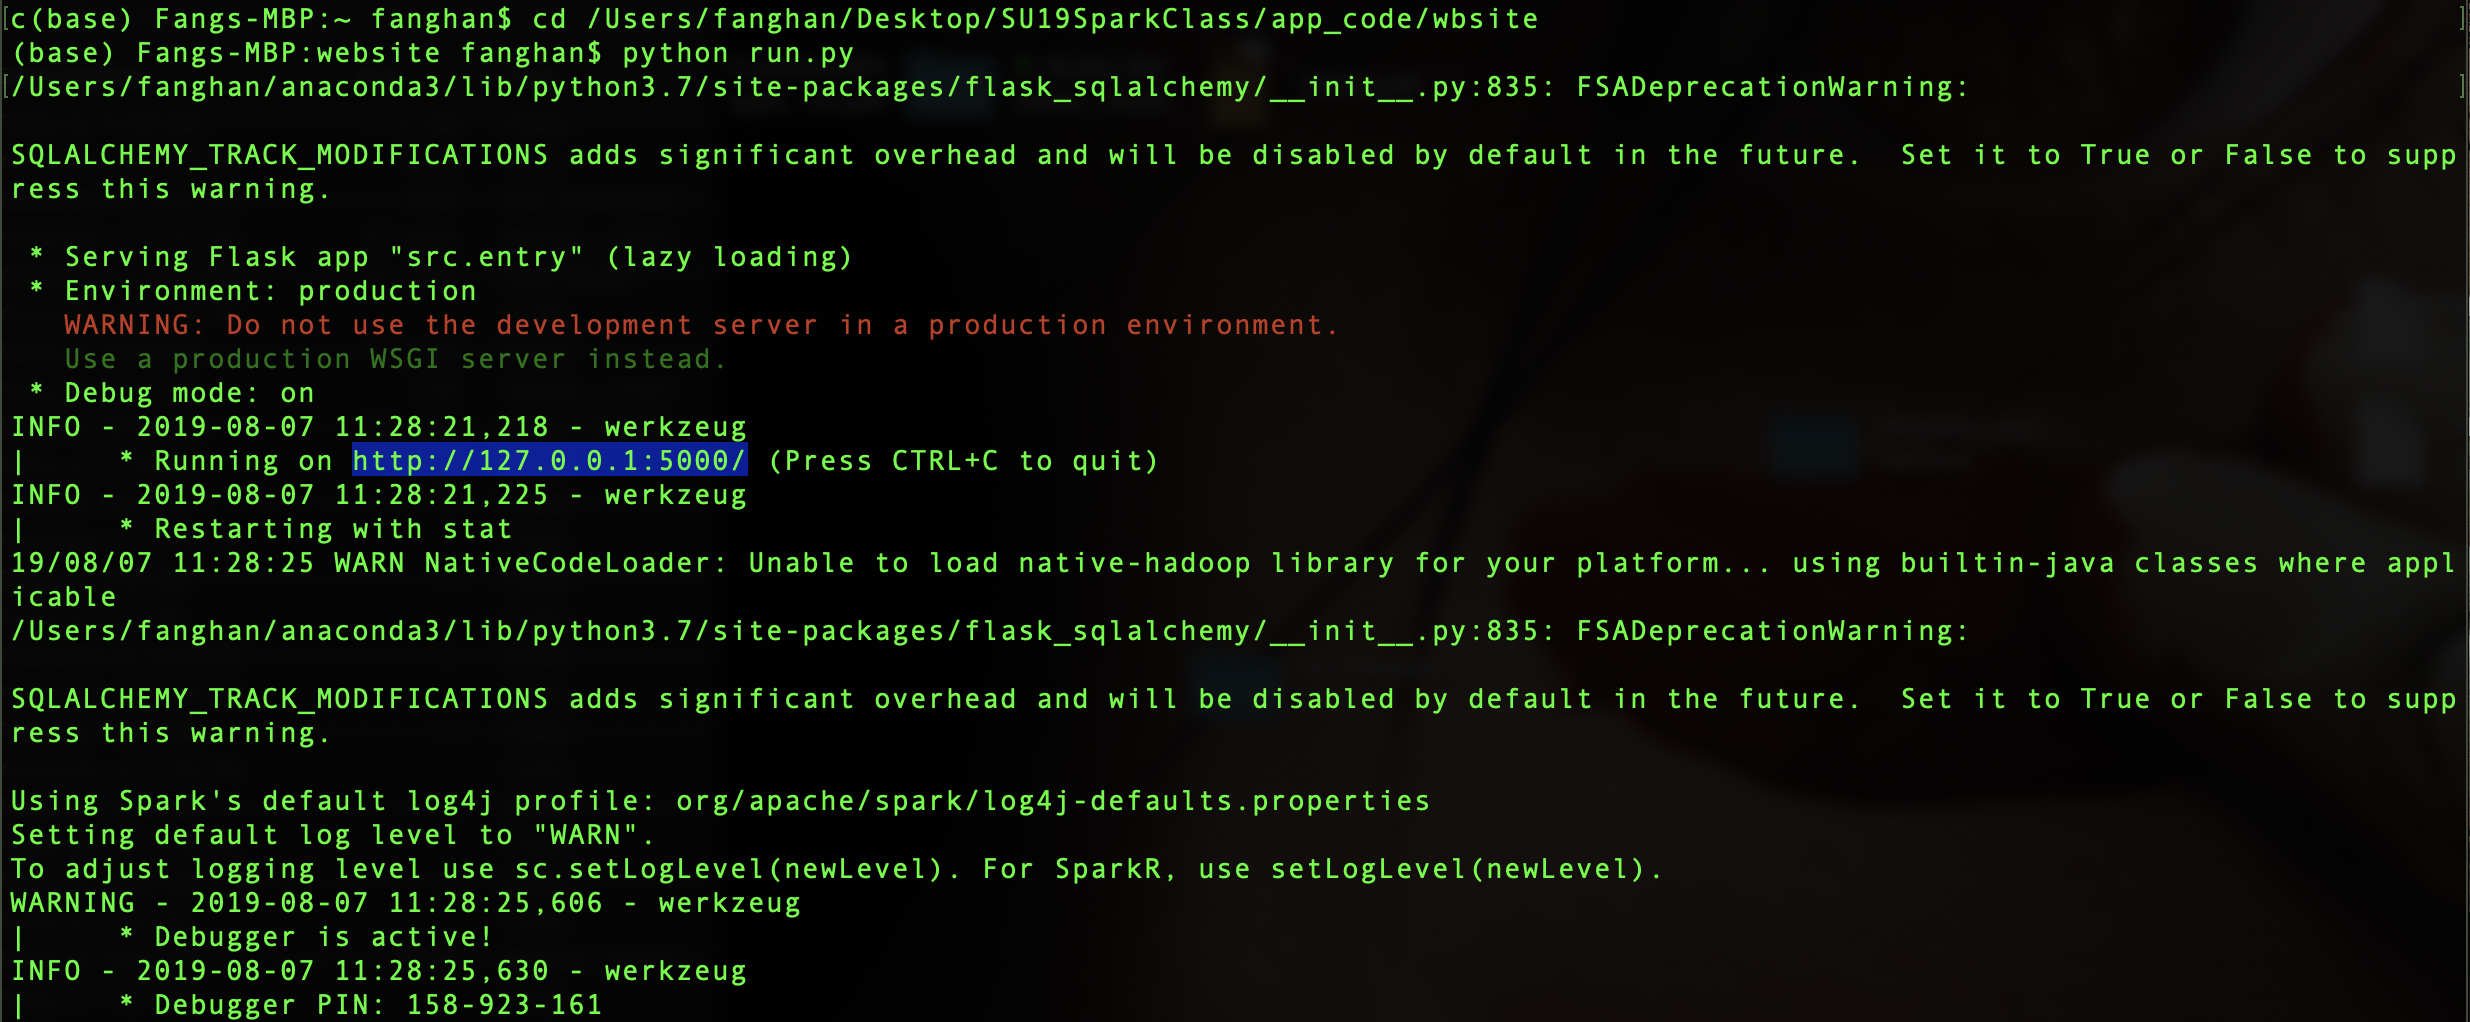 c(base) Fangs-MBP:~ fanghan$ cd /Users/fanghan/Desktop/SU19SparkClass/app_code/wbsite
(base) Fangs-MBP:website fanghan$ python run.py
/Users/fanghan/anaconda3/lib/python3.7/site-packages/flask_sqlalchemy/__init__.py:835: FSADeprecationWarning:
SQLALCHEMY_TRACK_MODIFICATIONS adds significant overhead and will be disabled by default in the future.  Set it to True or False to supp
ress this warning.
 * Serving Flask app "src.entry" (lazy loading)
 * Environment: production
   WARNING: Do not use the development server in a production environment.
   Use a production WSGI server instead.
 * Debug mode: on
INFO - 2019-08-07 11:28:21,218 - werkzeug
|     * Running on http://127.0.0.1:5000/ (Press CTRL+C to quit)
INFO - 2019-08-07 11:28:21,225 - werkzeug
|     * Restarting with stat
19/08/07 11:28:25 WARN NativeCodeLoader: Unable to load native-hadoop library for your platform... using builtin-java classes where appl
icable
/Users/fanghan/anaconda3/lib/python3.7/site-packages/flask_sqlalchemy/__init__.py:835: FSADeprecationWarning:
SQLALCHEMY_TRACK_MODIFICATIONS adds significant overhead and will be disabled by default in the future.  Set it to True or False to supp
ress this warning.
Using Spark's default log4j profile: org/apache/spark/log4j-defaults.properties
Setting default log level to "WARN".
To adjust logging level use sc.setLogLevel(newLevel). For SparkR, use setLogLevel(newLevel).
WARNING - 2019-08-07 11:28:25,606 - werkzeug
|     * Debugger is active!
INFO - 2019-08-07 11:28:25,630 - werkzeug
|     * Debugger PIN: 158-923-161